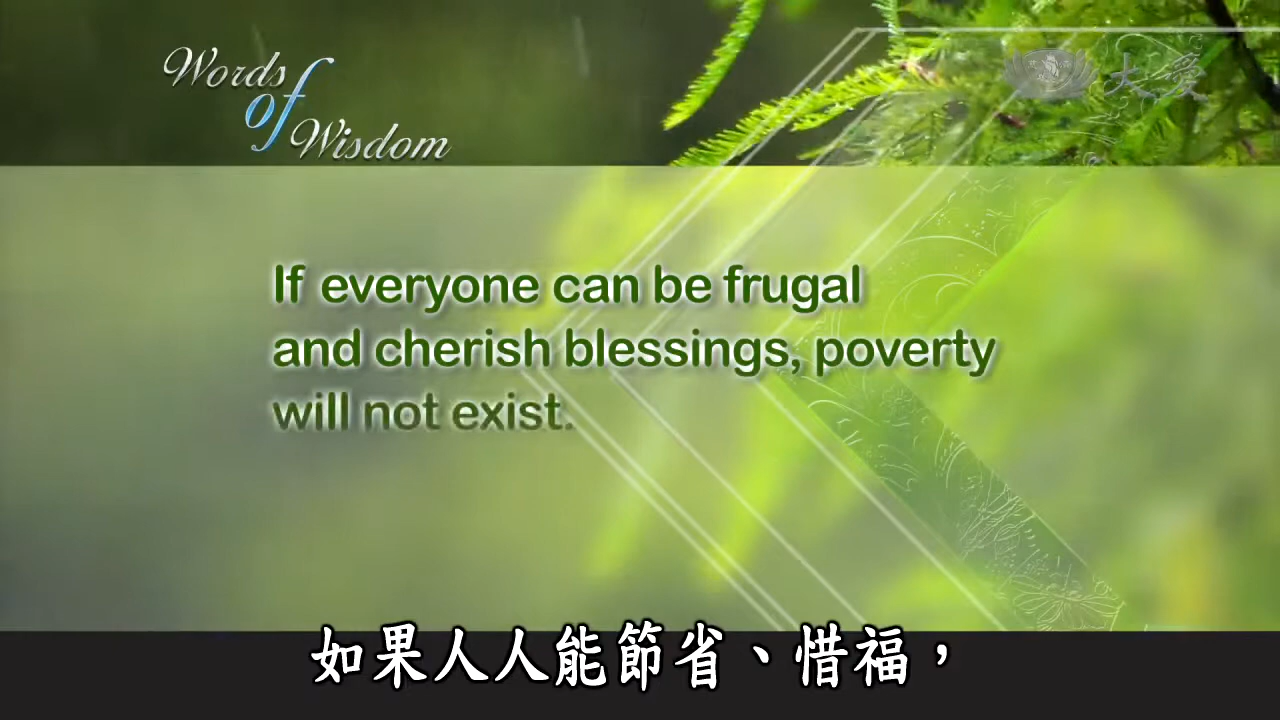 Words
of
Wisdom
大愛
If everyone can be frugal
and cherish blessings, poverty
will not exist.
如果人人能節省、惜福，